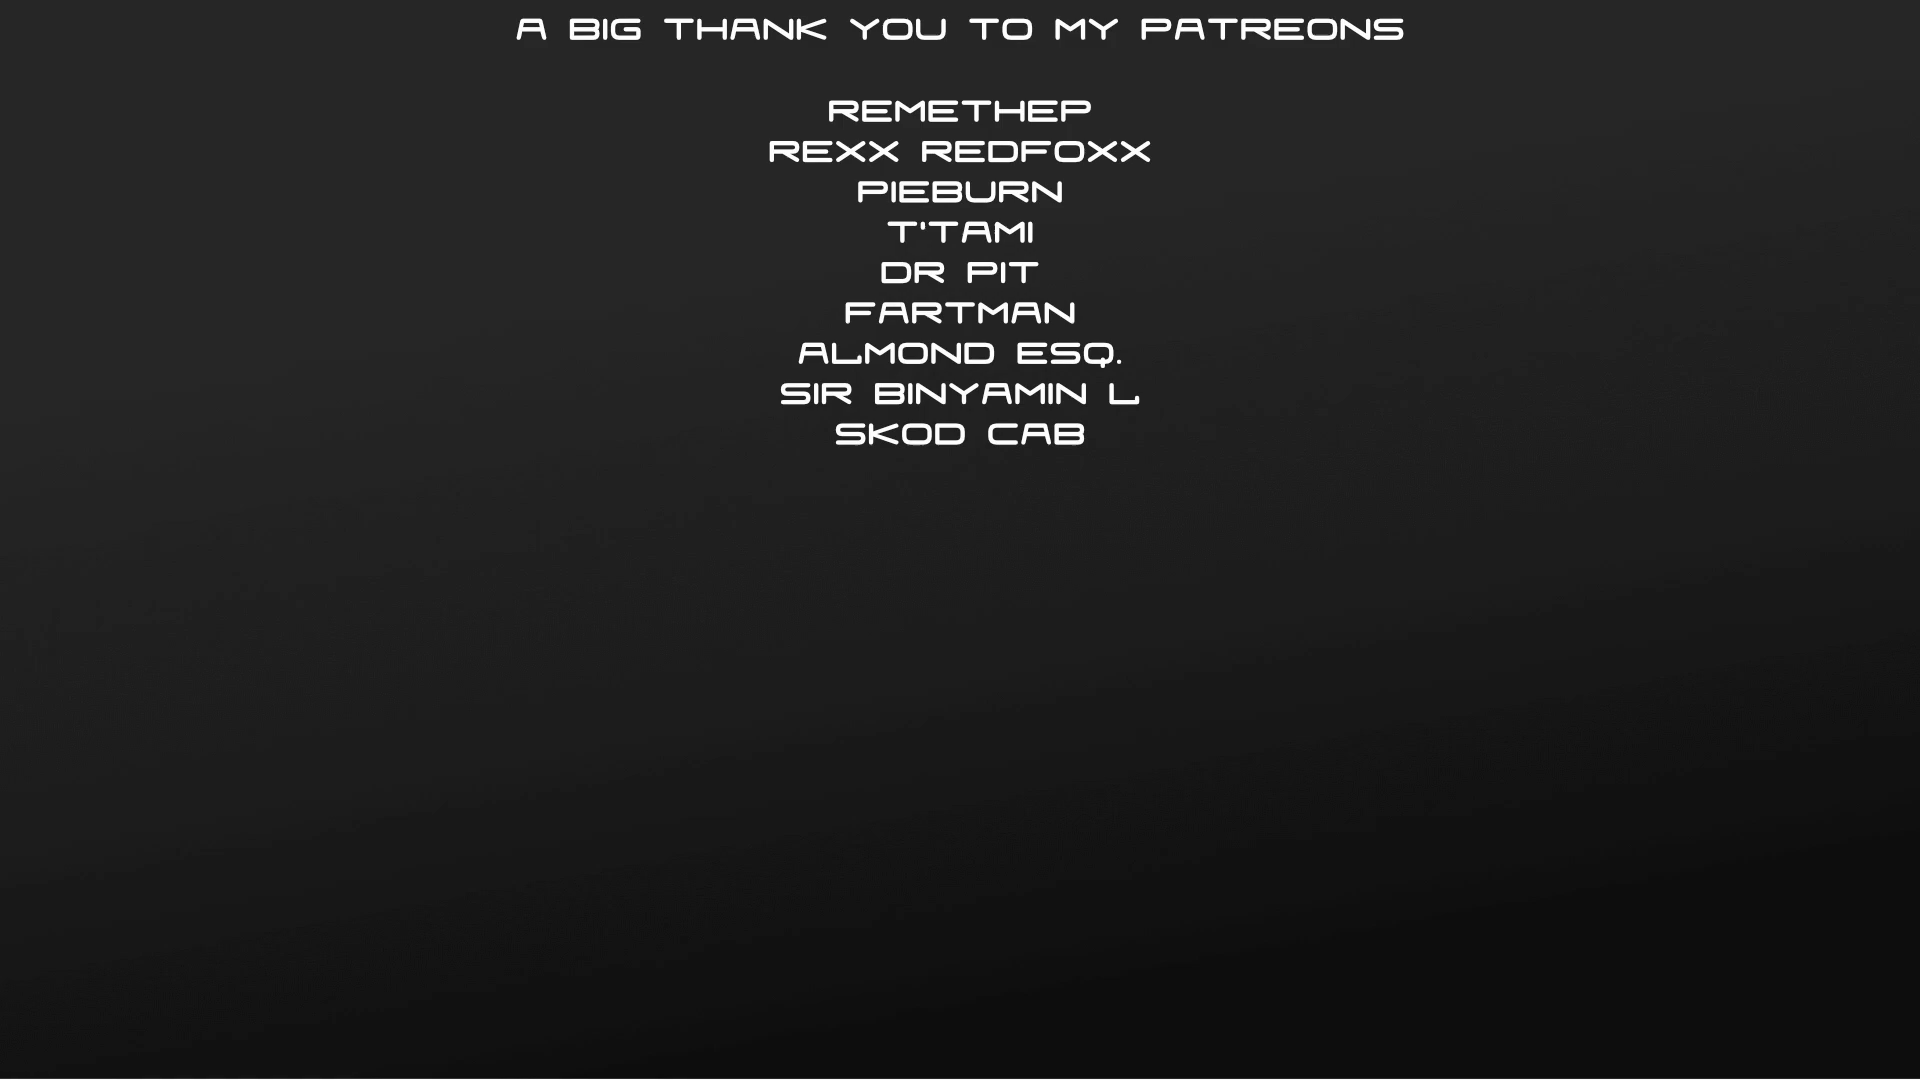 A BIG THANK YOU TO MY PATREONS
REMETHEP
REXX REDFOXX
PIEBURN
T'TAMI
DR PIT
FARTMAN
ALMOND ESQ.
SIR BINYAMIN L
SKOD CAB